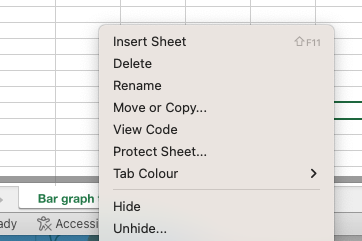 Insert Sheet ⇧F11
Delete
Rename
Move or Copy...
View Code
Protect Sheet...
Tab Colour
Bar graph
Hide
Accessi
Unhide...